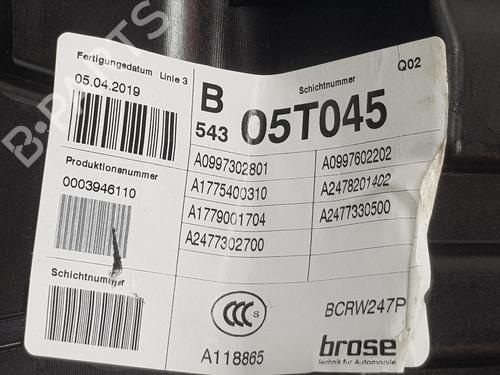 Fertigungsdatum Linie 3
05.04.2019
B
543
Schichtnummer
Q02
05T045
Produktionsnummer
0003946110
A0997302801
A0997602202
A1775400310
A2478201402
A1779001704
A2477330500
A2477302700
Schichtnummer
CCC S
A118865
BCRW247P
brose
Technik für Automobile
B-PARTS